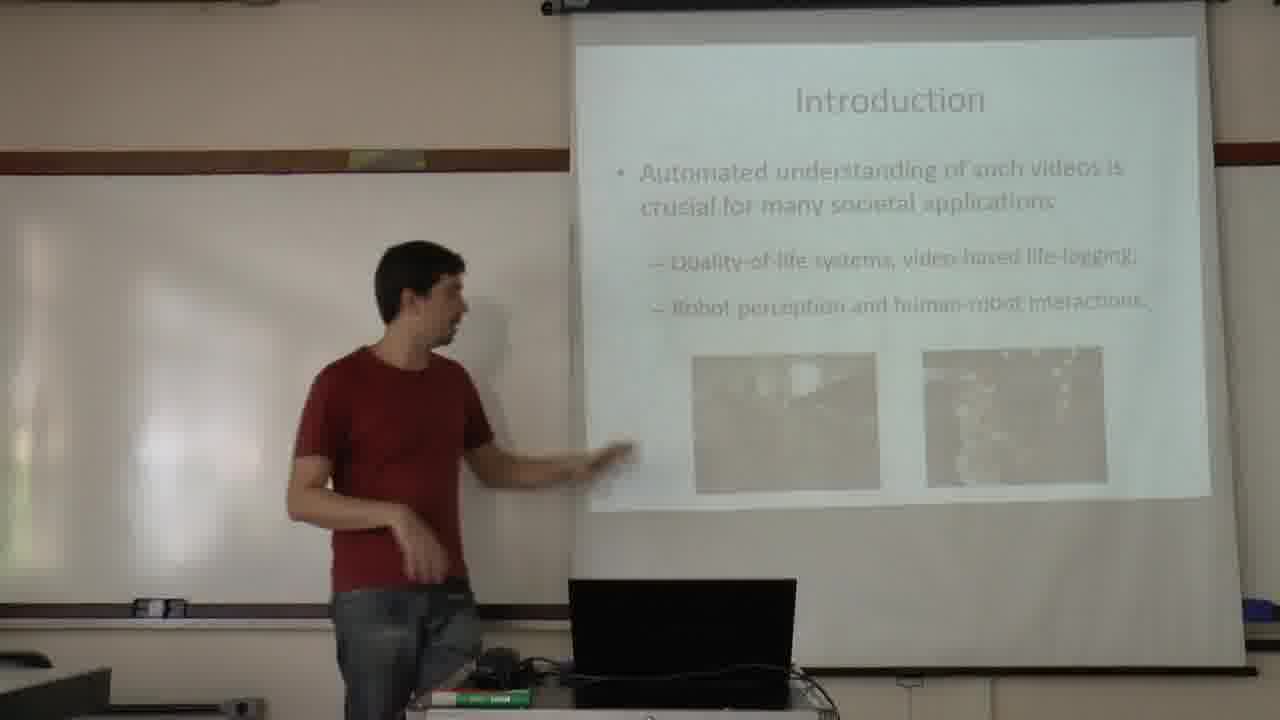 Introduction
• Automated understanding of such videos is
crucial for many societal applications
– Quality-of-life systems, video-based life-logging,
– Robot perception and human-robot interactions,